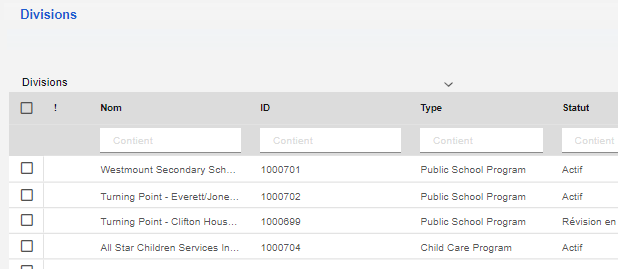 Divisions
Divisions
! Nom ID Type Statut
Contient Contient Contient Contient
Westmount Secondary Sch... 1000701 Public School Program Actif
Turning Point - Everett/Jone... 1000702 Public School Program Actif
Turning Point - Clifton Hous... 1000699 Public School Program Révision en
All Star Children Services In... 1000704 Child Care Program Actif